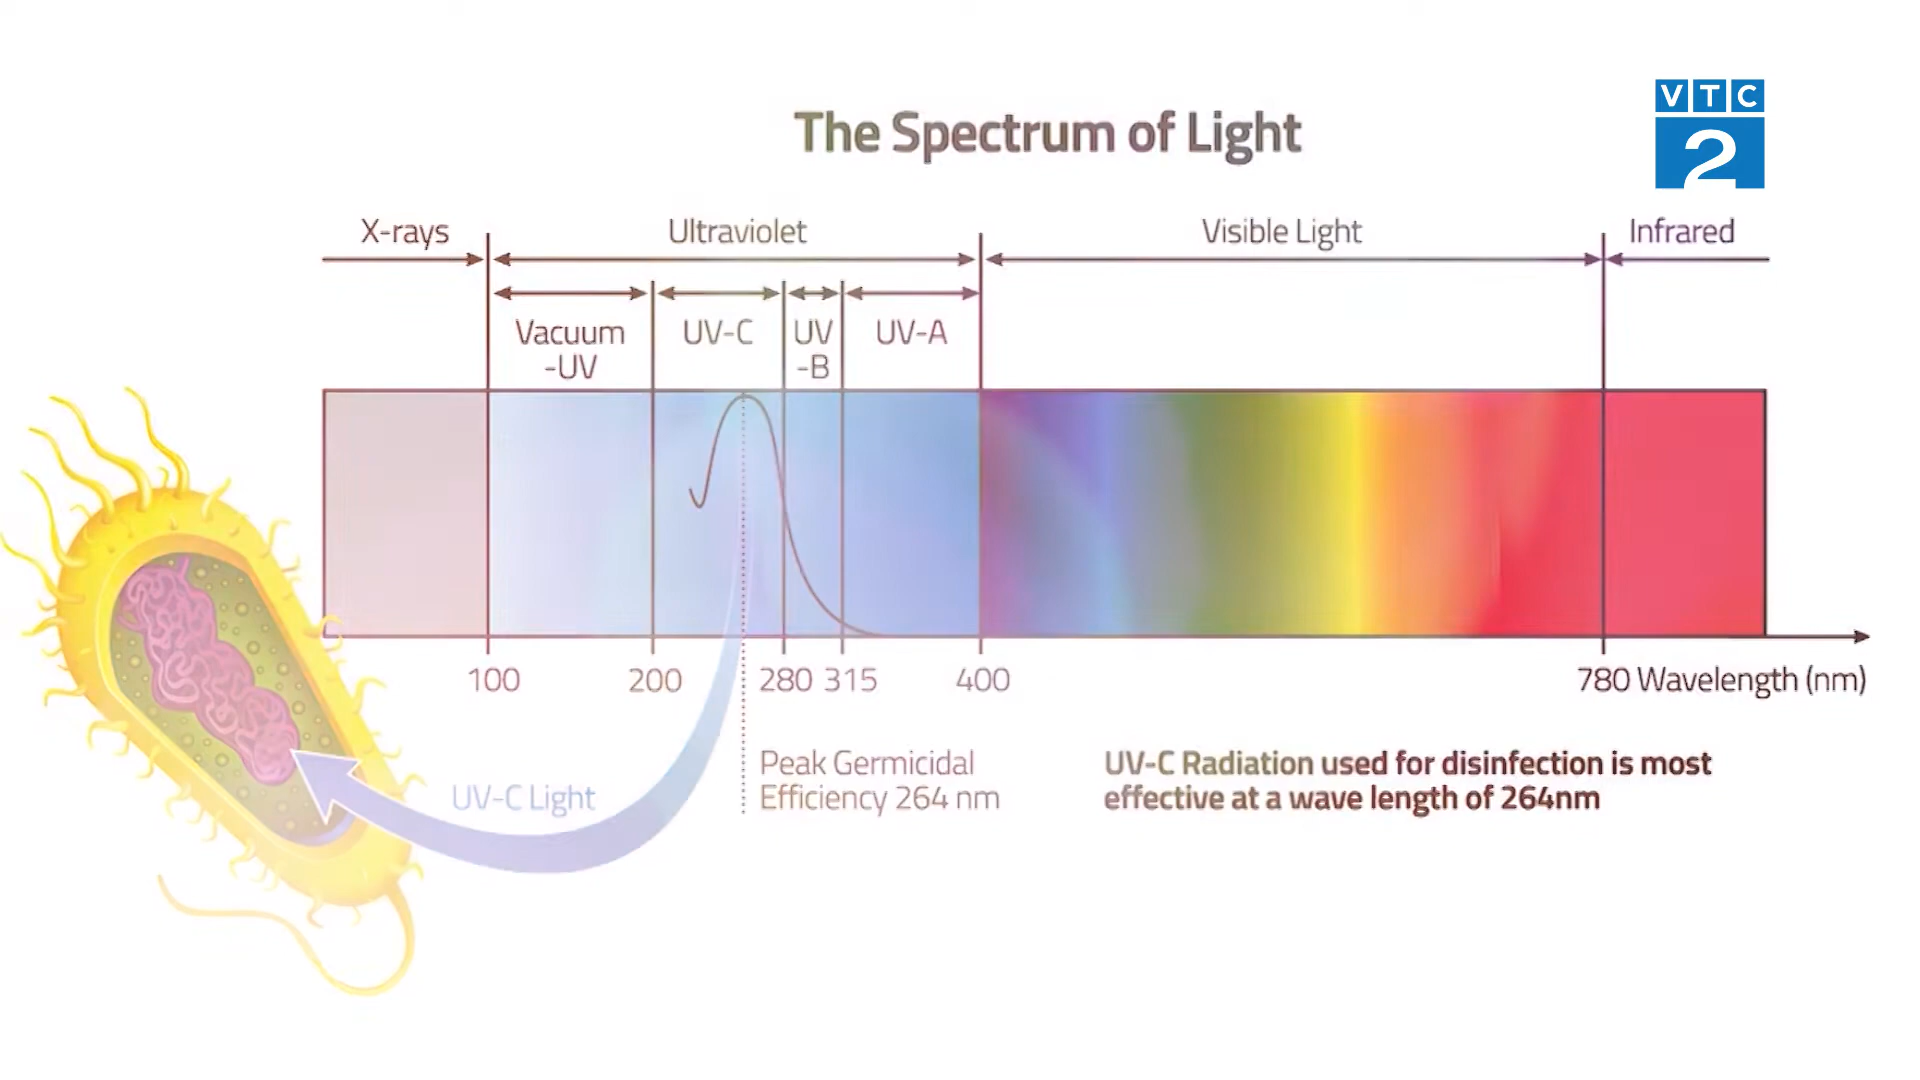 VTC
2
The Spectrum of Light
X-rays
Ultraviolet
Visible Light
Infrared
Vacuum
-UV
UV-C
UV
-B
UV-A
100
200
280
315
400
780 Wavelength (nm)
UV-C Light
Peak Germicidal
Efficiency 264 nm
UV-C Radiation used for disinfection is most
effective at a wave length of 264nm